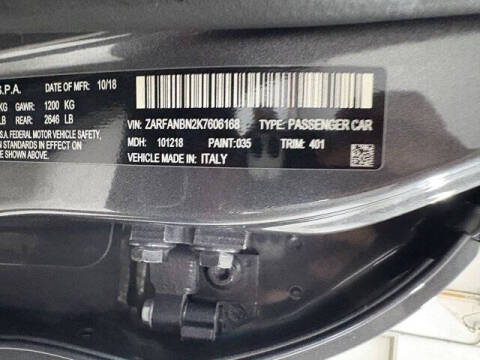 S.P.A. DATE OF MFR: 10/18
KG GAWR: 1200 KG
LB REAR: 2646 LB
S.A. FEDERAL MOTOR VEHICLE SAFETY,
N STANDARDS IN EFFECT ON THE
ABOVE.
VIN: ZARFANBN2K7606168 TYPE: PASSENGER CAR
MDH: 101218 PAINT:035 TRIM: 401
VEHICLE MADE IN: ITALY